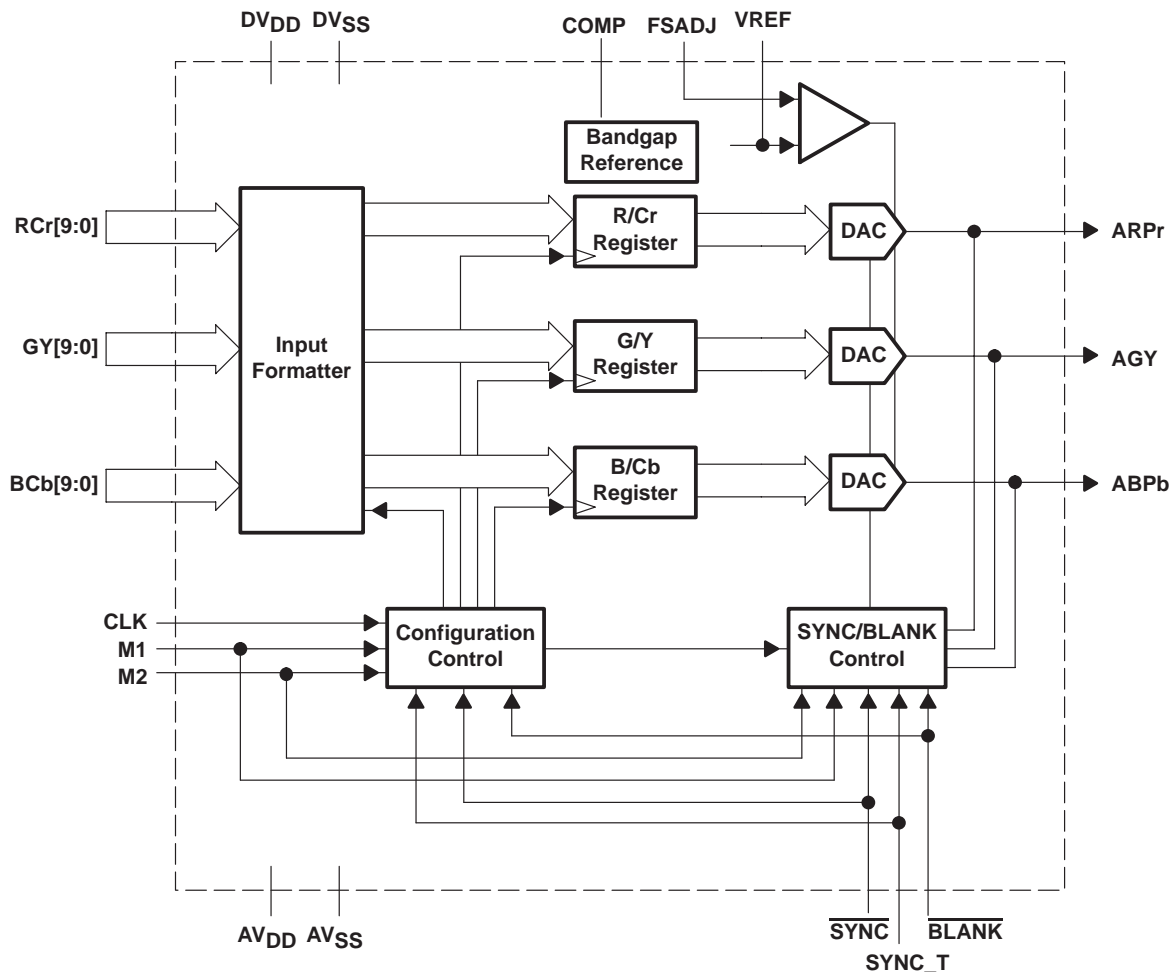 DVDD DVSS
COMP FSADJ VREF
Bandgap
Reference
RCr[9:0]
R/Cr
Register
DAC
ARPr
GY[9:0]
Input
Formatter
G/Y
Register
DAC
AGY
BCb[9:0]
B/Cb
Register
DAC
ABPb
CLK
M1
M2
Configuration
Control
SYNC/BLANK
Control
AVDD AVSS
SYNC BLANK
SYNC_T